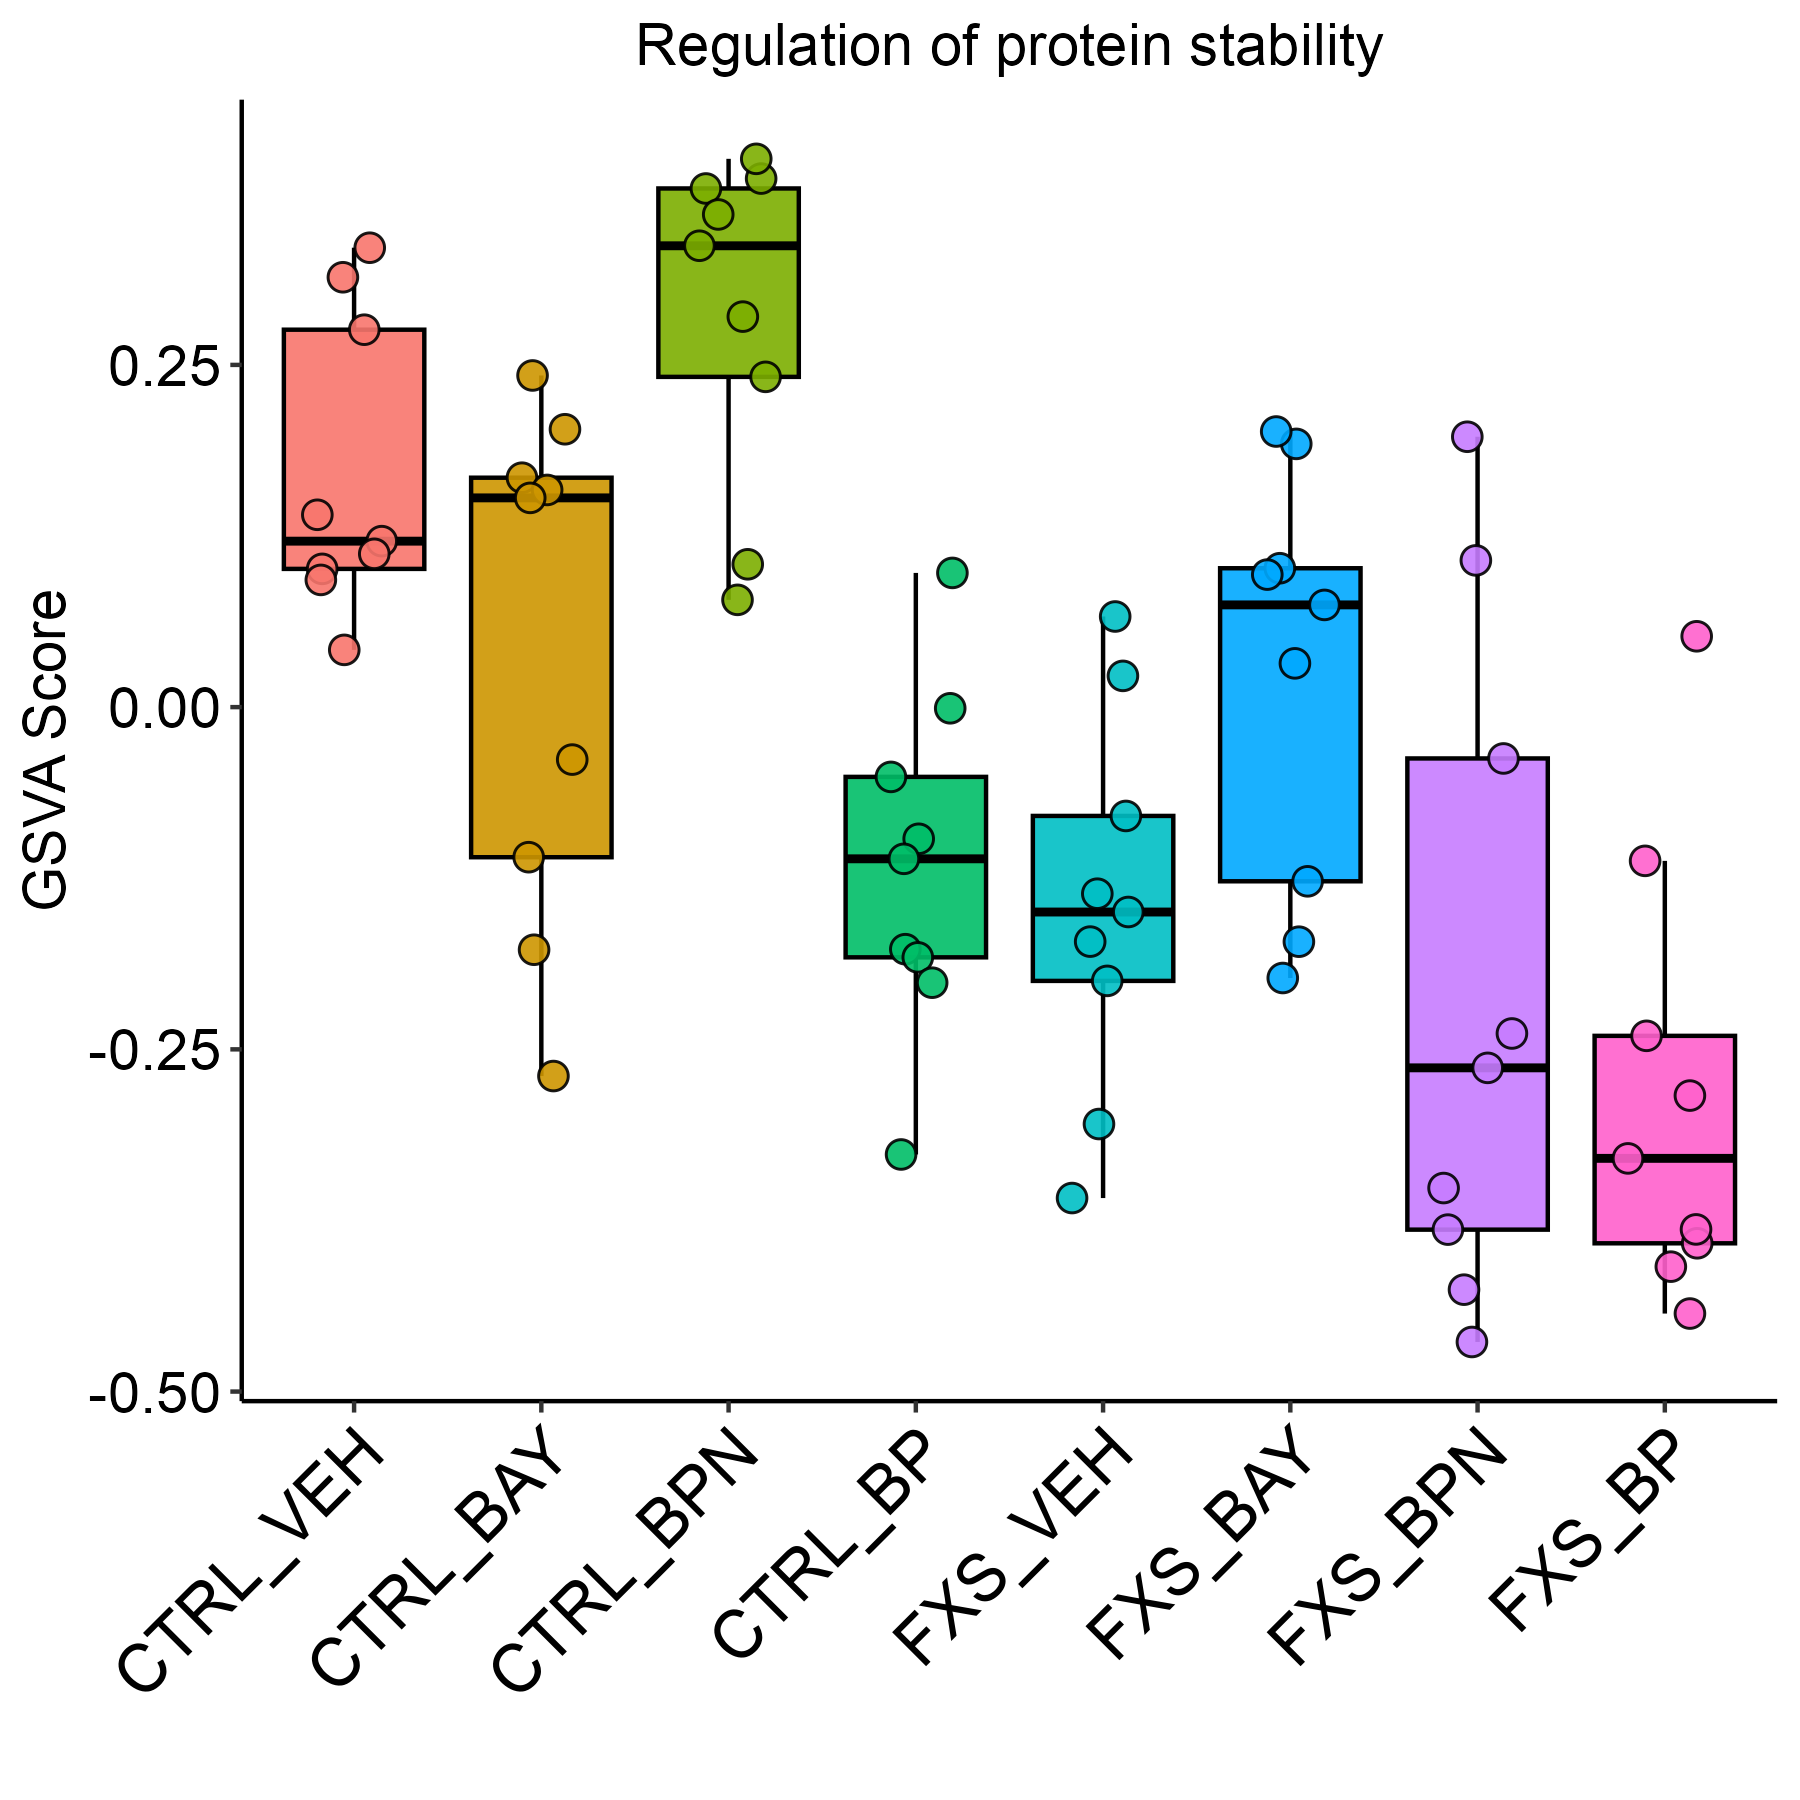 Regulation of protein stability
GSVA Score
0.25
0.00
-0.25
-0.50
CTRL_VEH
CTRL_BAY
CTRL_BPN
CTRL_BP
FXS_VEH
FXS_BAY
FXS_BPN
FXS_BP